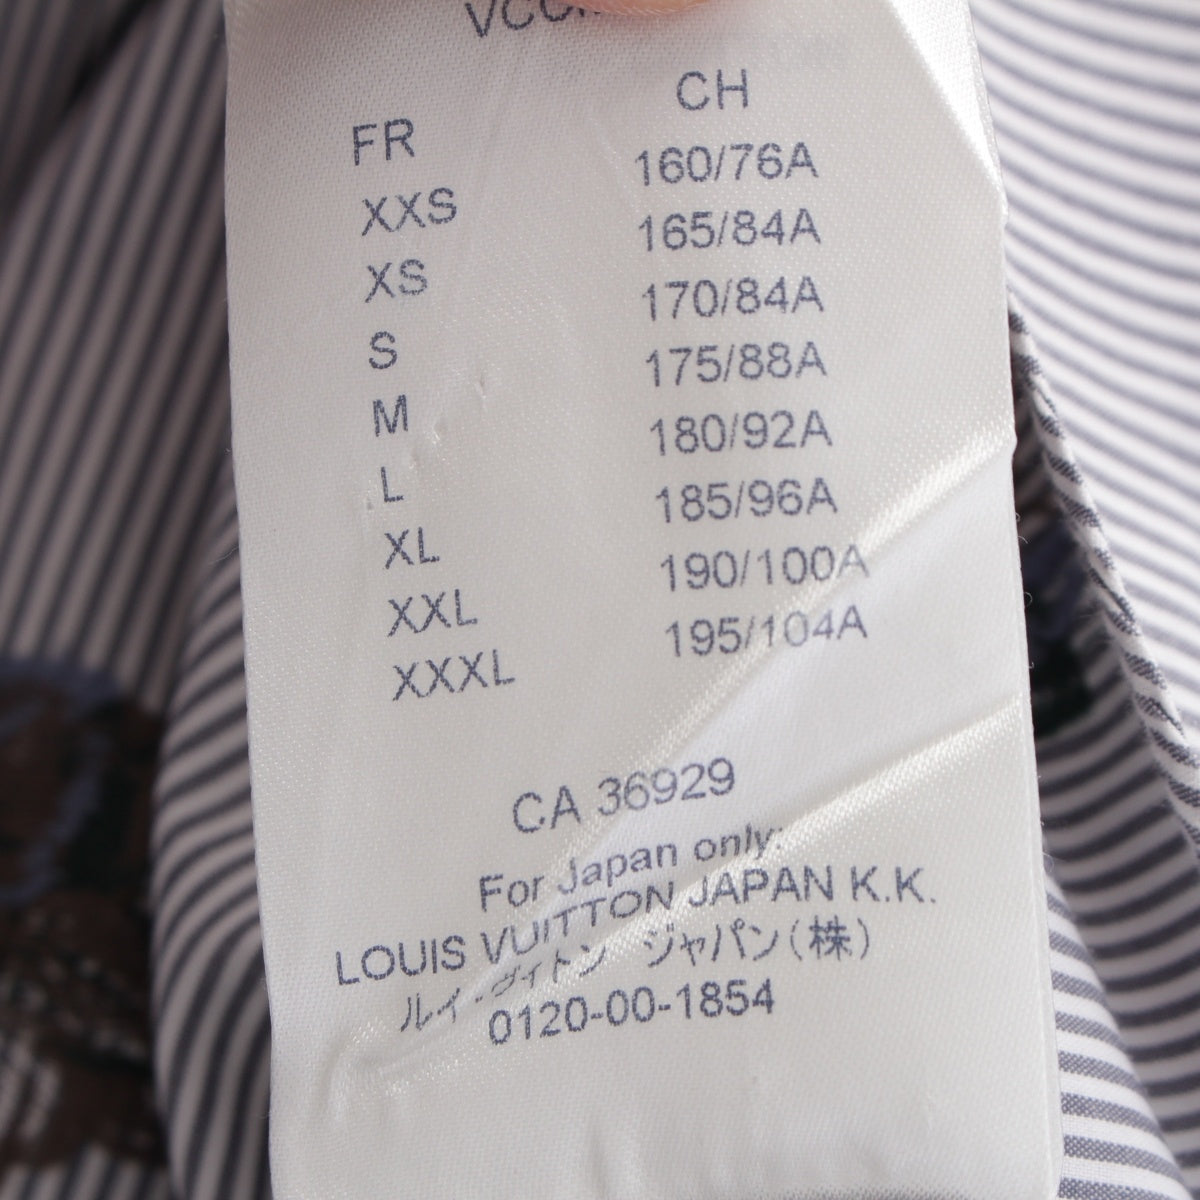 FR CH
XXS 160/76A
XS 165/84A
S 170/84A
M 175/88A
L 180/92A
XL 185/96A
XXL 190/100A
XXXL 195/104A
CA 36929
For Japan only:
LOUIS VUITTON JAPAN K.K.
ルイ・ヴィトン ジャパン(株)
0120-00-1854